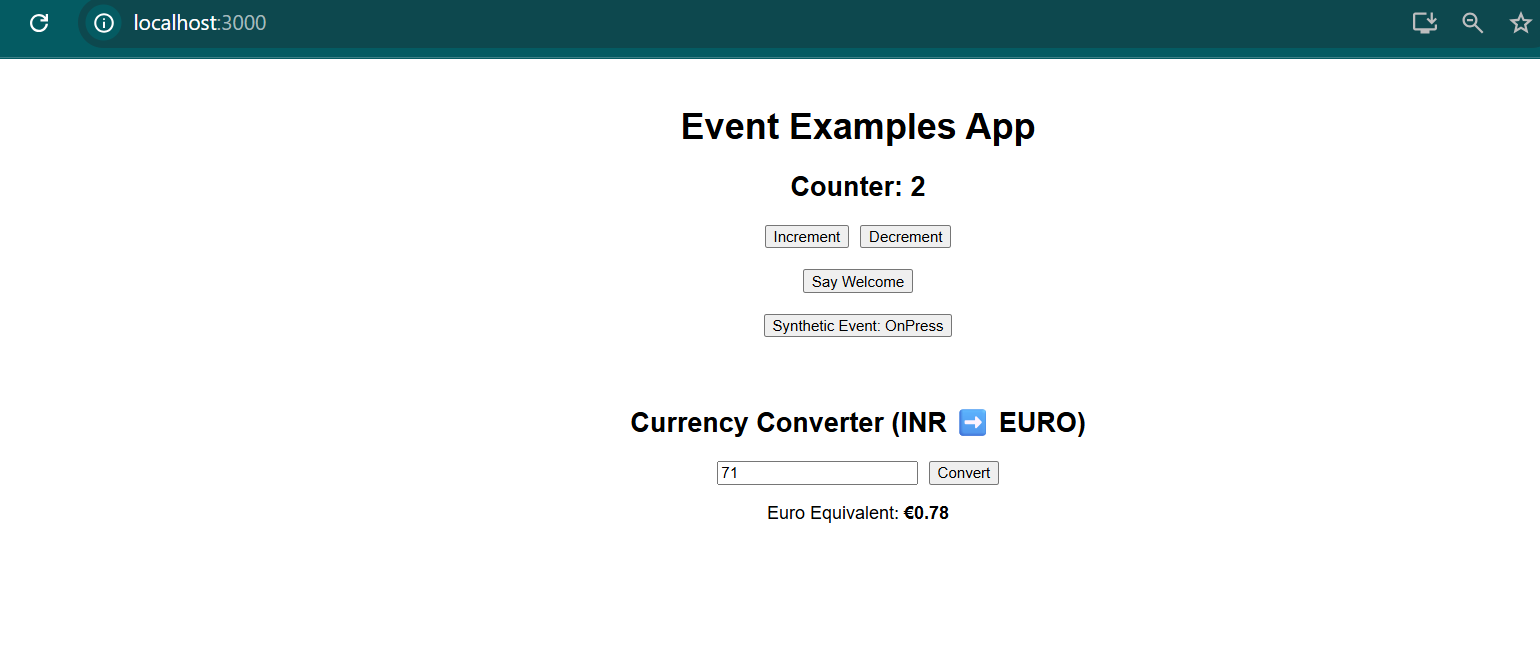 localhost:3000
Event Examples App
Counter: 2
Increment Decrement
Say Welcome
Synthetic Event: OnPress
Currency Converter (INR ➡️ EURO)
71 Convert
Euro Equivalent: €0.78